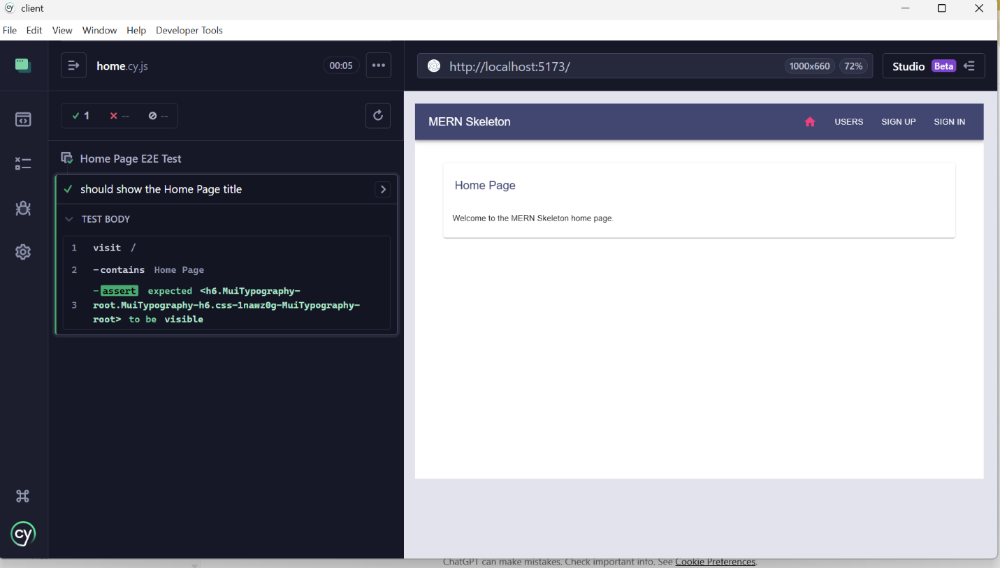 client
File Edit View Window Help Developer Tools
home.cy.js 00:05
http://localhost:5173/ 1000x660 72% Studio Beta
1 -- --
MERN Skeleton USERS SIGN UP SIGN IN
Home Page E2E Test
should show the Home Page title
TEST BODY
1 visit /
2 -contains Home Page
-assert expected <h6.MuiTypography-
3 root.MuiTypography-h6.css-1nawz0g-MuiTypography-
root> to be visible
Home Page
Welcome to the MERN Skeleton home page.
cy
ChatGPT can make mistakes. Check important info. See Cookie Preferences.